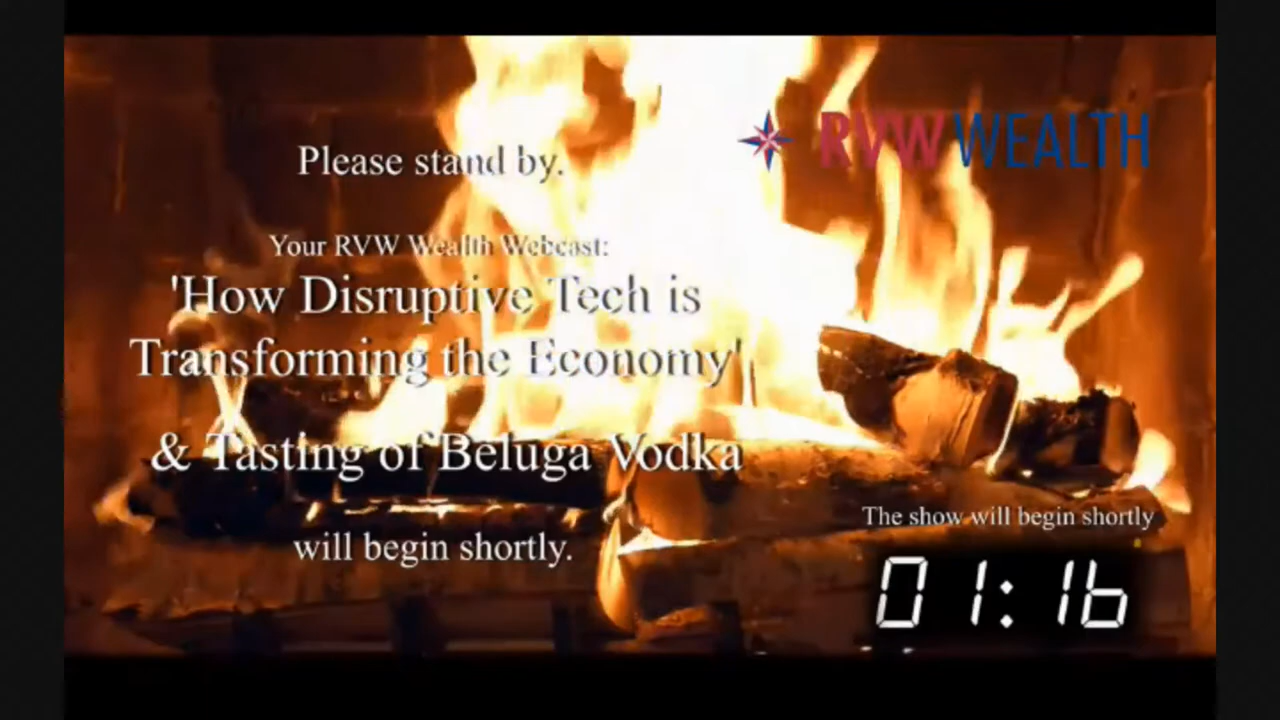 RVW WEALTH
Please stand by.
Your RVW Wealth Webcast:
'How Disruptive Tech is
Transforming the Economy'
& Tasting of Beluga Vodka
will begin shortly.
The show will begin shortly
01:16